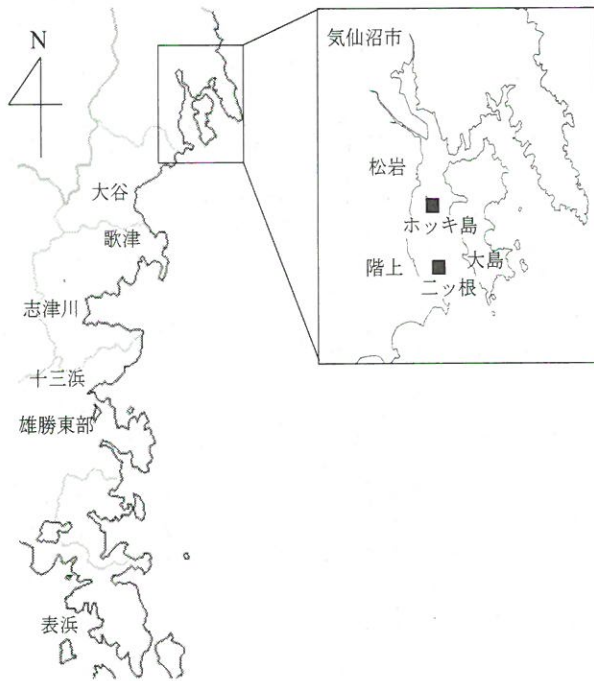 N
大谷
歌津
志津川
十三浜
雄勝東部
表浜
気仙沼市
松岩
ホッキ島
階上
大島
二ッ根